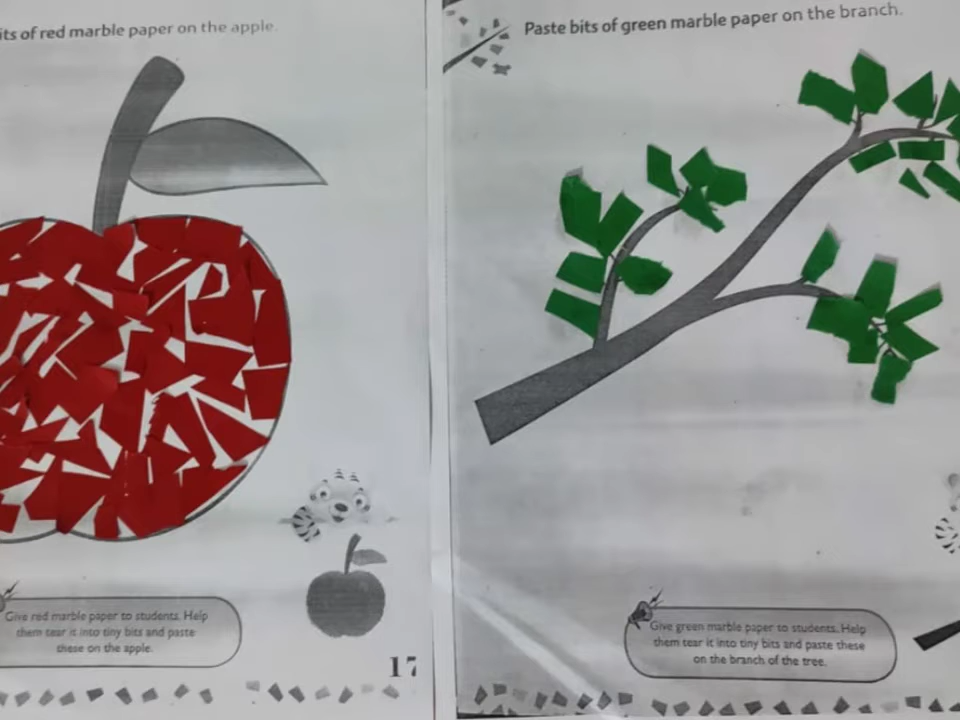 its of red marble paper on the apple.
Give red marble paper to students. Help
them tear it into tiny bits and paste
these on the apple.
17
Paste bits of green marble paper on the branch.
Give green marble paper to students. Help
them tear it into tiny bits and paste these
on the branch of the tree.